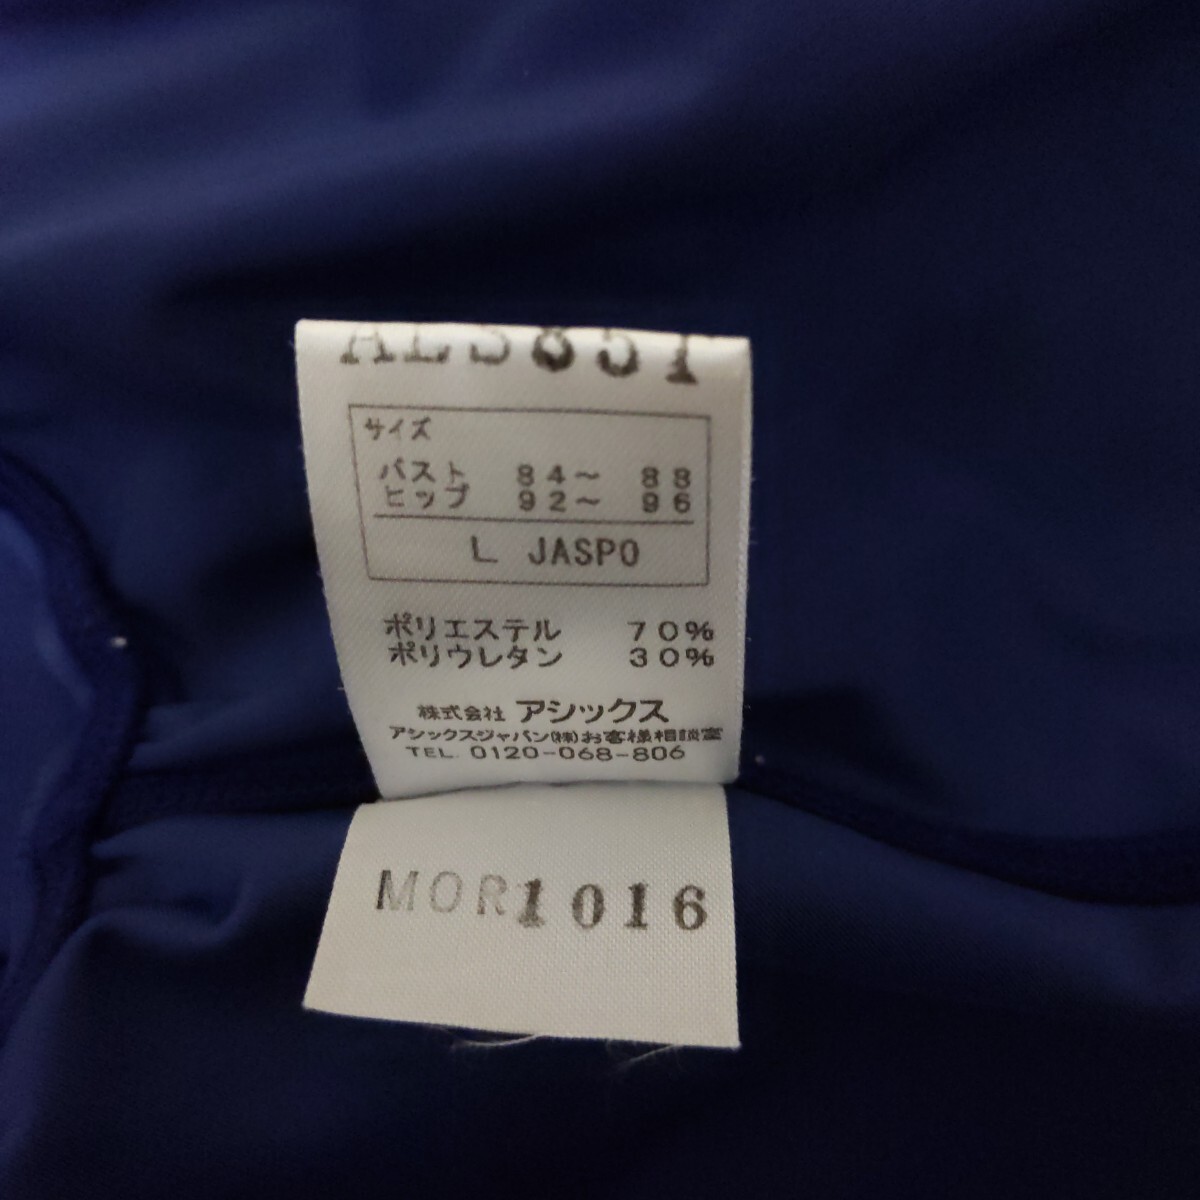 ALS851
サイズ
バスト 84～ 88
ヒップ 92～ 96
L JASPO
ポリエステル 70%
ポリウレタン 30%
株式会社 アシックス
アシックスジャパン(株)お客様相談室
TEL. 0120-068-806
MOR1016